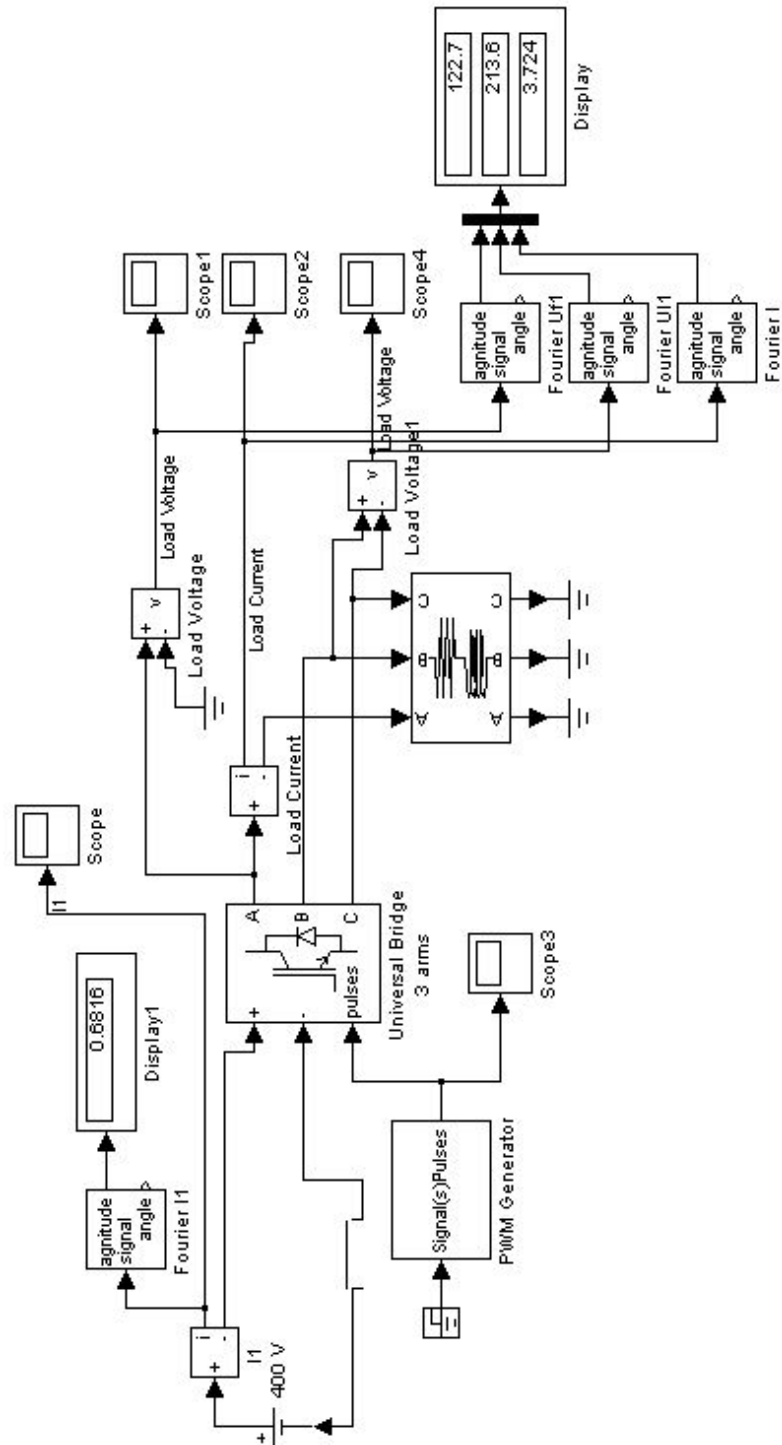 I1
400 V
+
i
+
-
agnitude
signal
angle
Fourier I1
0.6816
Display1
I1
Scope
Signal(s)Pulses
PWM Generator
Scope3
+
-
pulses
A
B
C
Universal Bridge
3 arms
+
-
i
Load Current
Load Current
+
-
v
Load Voltage
Load Voltage
Scope1
Scope2
A
B
C
A
B
C
+
-
v
Load Voltage1
Load Voltage
Scope4
agnitude
signal
angle
Fourier Uf1
agnitude
signal
angle
Fourier Ul1
agnitude
signal
angle
Fourier I
122.7
213.6
3.724
Display